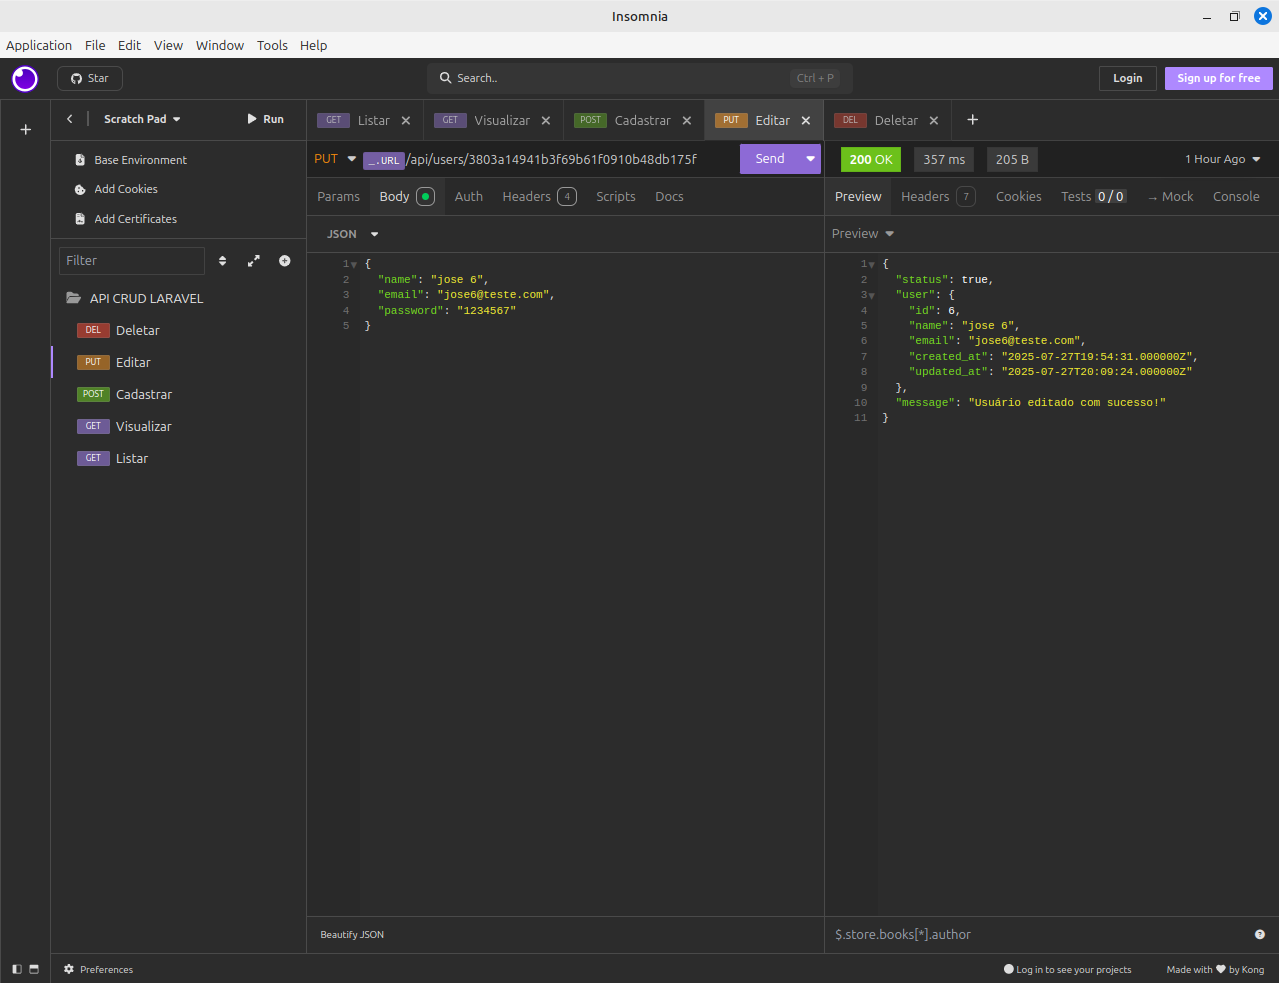 Insomnia
Application File Edit View Window Tools Help
Star
Search..
Ctrl + P
Login
Sign up for free
Scratch Pad
Run
Base Environment
Add Cookies
Add Certificates
Filter
API CRUD LARAVEL
DEL Deletar
PUT Editar
POST Cadastrar
GET Visualizar
GET Listar
GET Listar
GET Visualizar
POST Cadastrar
PUT Editar
DEL Deletar
PUT _.URL/api/users/3803a14941b3f69b61f0910b48db175f
Send
Params Body Auth Headers 4 Scripts Docs
JSON
1 {
2 "name": "jose 6",
3 "email": "jose6@teste.com",
4 "password": "1234567"
5 }
Beautify JSON
200 OK 357 ms 205 B 1 Hour Ago
Preview Headers 7 Cookies Tests 0 / 0 → Mock Console
Preview
1 {
2 "status": true,
3 "user": {
4 "id": 6,
5 "name": "jose 6",
6 "email": "jose6@teste.com",
7 "created_at": "2025-07-27T19:54:31.000000Z",
8 "updated_at": "2025-07-27T20:09:24.000000Z"
9 },
10 "message": "Usuário editado com sucesso!"
11 }
$.store.books[*].author
Preferences
Log in to see your projects
Made with ♥ by Kong